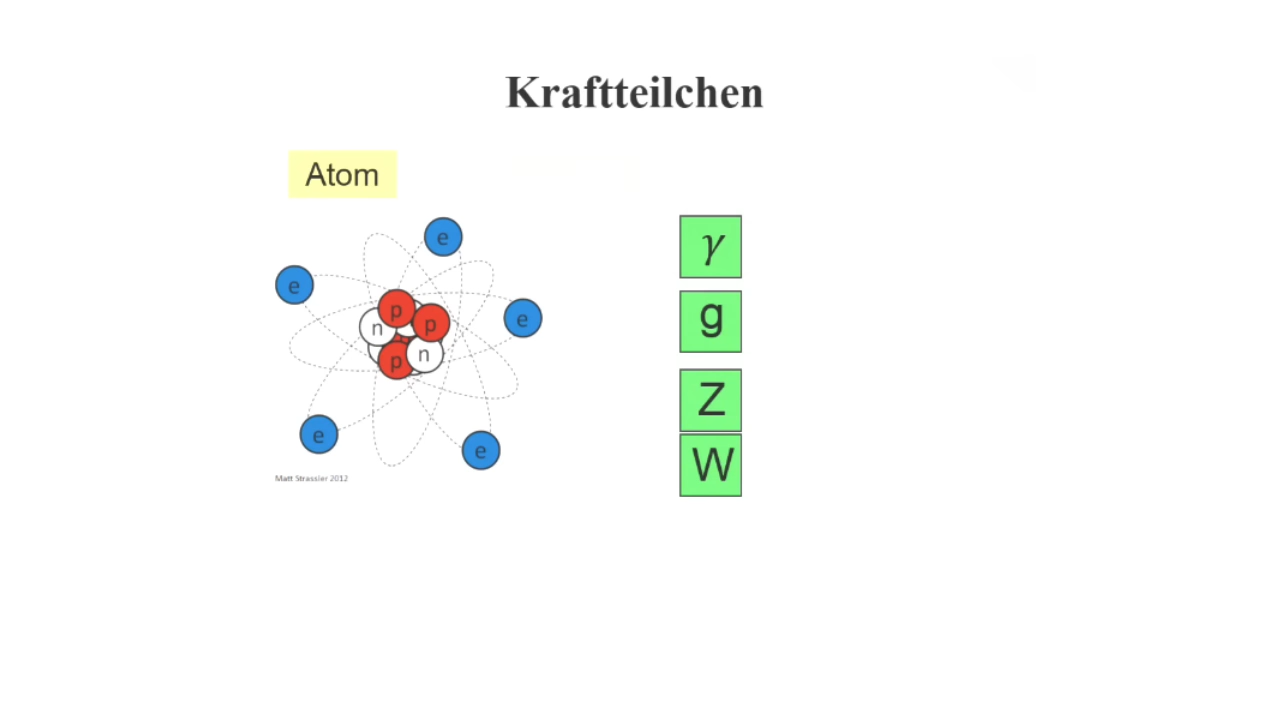 Kraftteilchen
Atom
e
e
e
p
p
n
n
p
e
e
Matt Strassler 2012
γ
g
Z
W